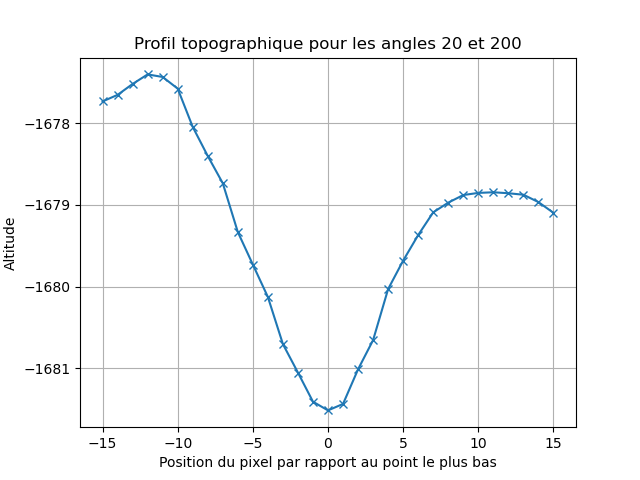 Profil topographique pour les angles 20 et 200
Altitude
−1678
−1679
−1680
−1681
−15 −10 −5 0 5 10 15
Position du pixel par rapport au point le plus bas